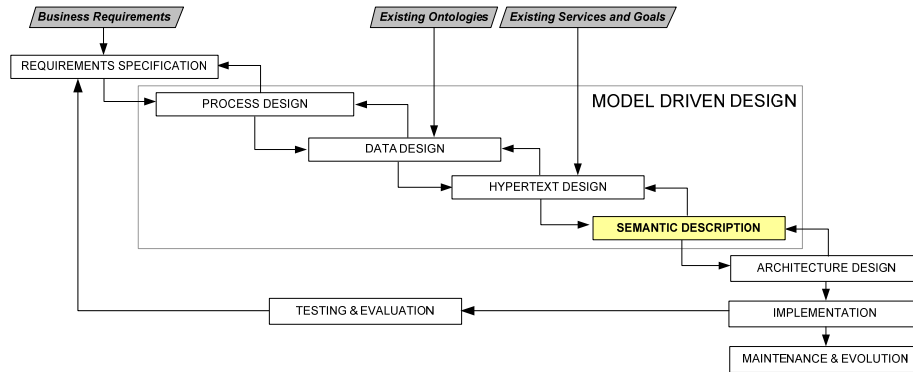 Business Requirements
Existing Ontologies
Existing Services and Goals
REQUIREMENTS SPECIFICATION
MODEL DRIVEN DESIGN
PROCESS DESIGN
DATA DESIGN
HYPERTEXT DESIGN
SEMANTIC DESCRIPTION
ARCHITECTURE DESIGN
TESTING & EVALUATION
IMPLEMENTATION
MAINTENANCE & EVOLUTION